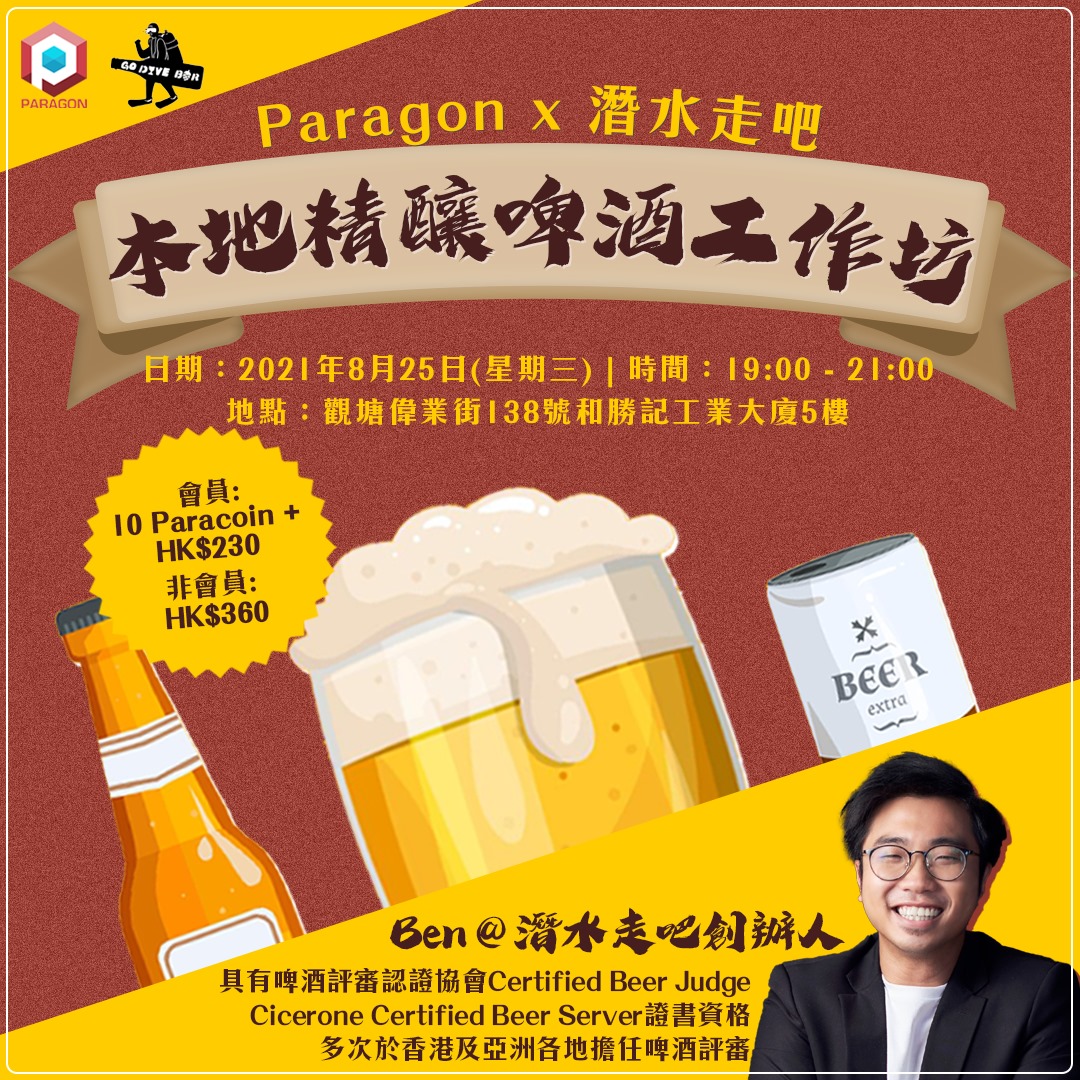 PARAGON
GO DIVE BAR
Paragon x 潛水走吧
本地精釀啤酒工作坊
日期：2021年8月25日(星期三) | 時間：19:00 - 21:00
地點：觀塘偉業街138號和勝記工業大廈5樓
會員:
10 Paracoin +
HK$230
非會員:
HK$360
BEER
extra
Ben@潛水走吧創辦人
具有啤酒評審認證協會Certified Beer Judge
Cicerone Certified Beer Server證書資格
多次於香港及亞洲各地擔任啤酒評審